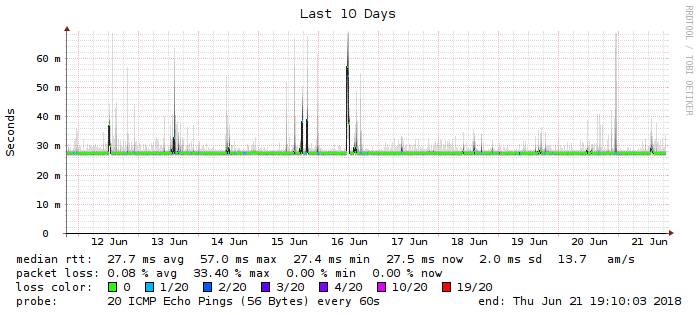 Last 10 Days
RRDTOOL / TOBI OETIKER
Seconds
60 m
50 m
40 m
30 m
20 m
10 m
0
12 Jun 13 Jun 14 Jun 15 Jun 16 Jun 17 Jun 18 Jun 19 Jun 20 Jun 21 Jun
median rtt: 27.7 ms avg 57.0 ms max 27.4 ms min 27.5 ms now 2.0 ms sd 13.7 am/s
packet loss: 0.08 % avg 33.40 % max 0.00 % min 0.00 % now
loss color: 0 1/20 2/20 3/20 4/20 10/20 19/20
probe: 20 ICMP Echo Pings (56 Bytes) every 60s end: Thu Jun 21 19:10:03 2018